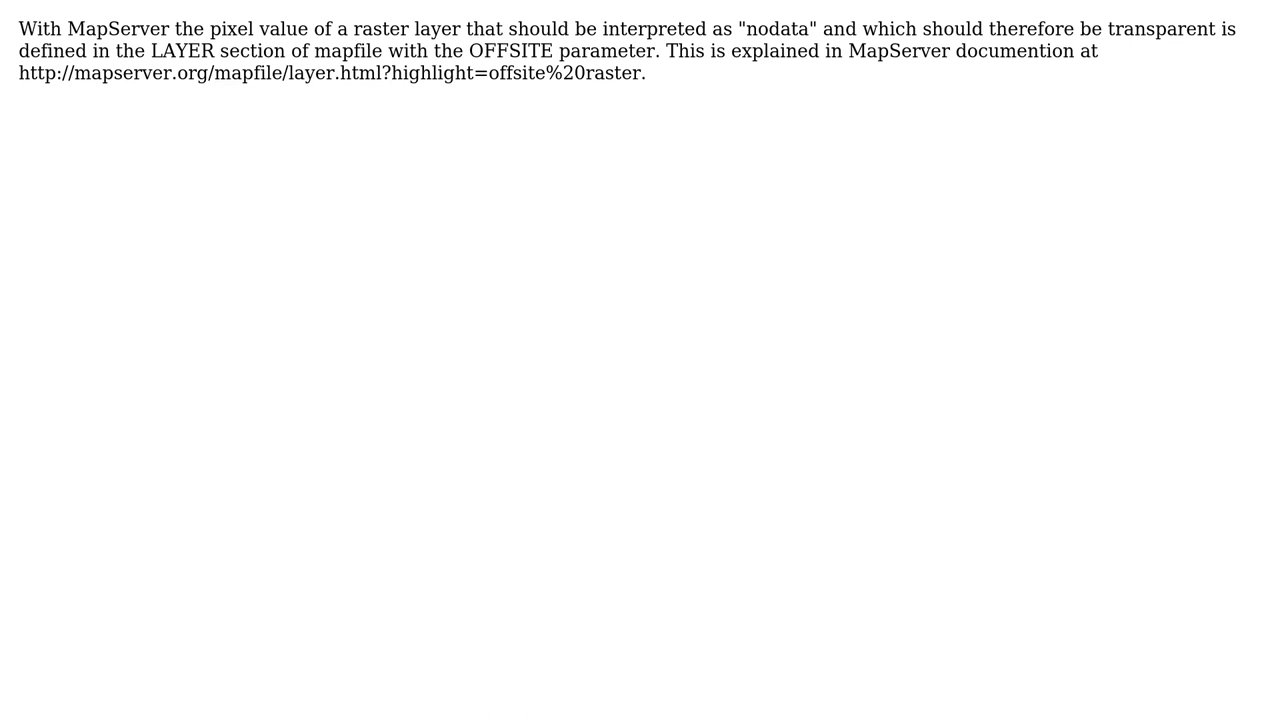 With MapServer the pixel value of a raster layer that should be interpreted as "nodata" and which should therefore be transparent is
defined in the LAYER section of mapfile with the OFFSITE parameter. This is explained in MapServer documention at
http://mapserver.org/mapfile/layer.html?highlight=offsite%20raster.